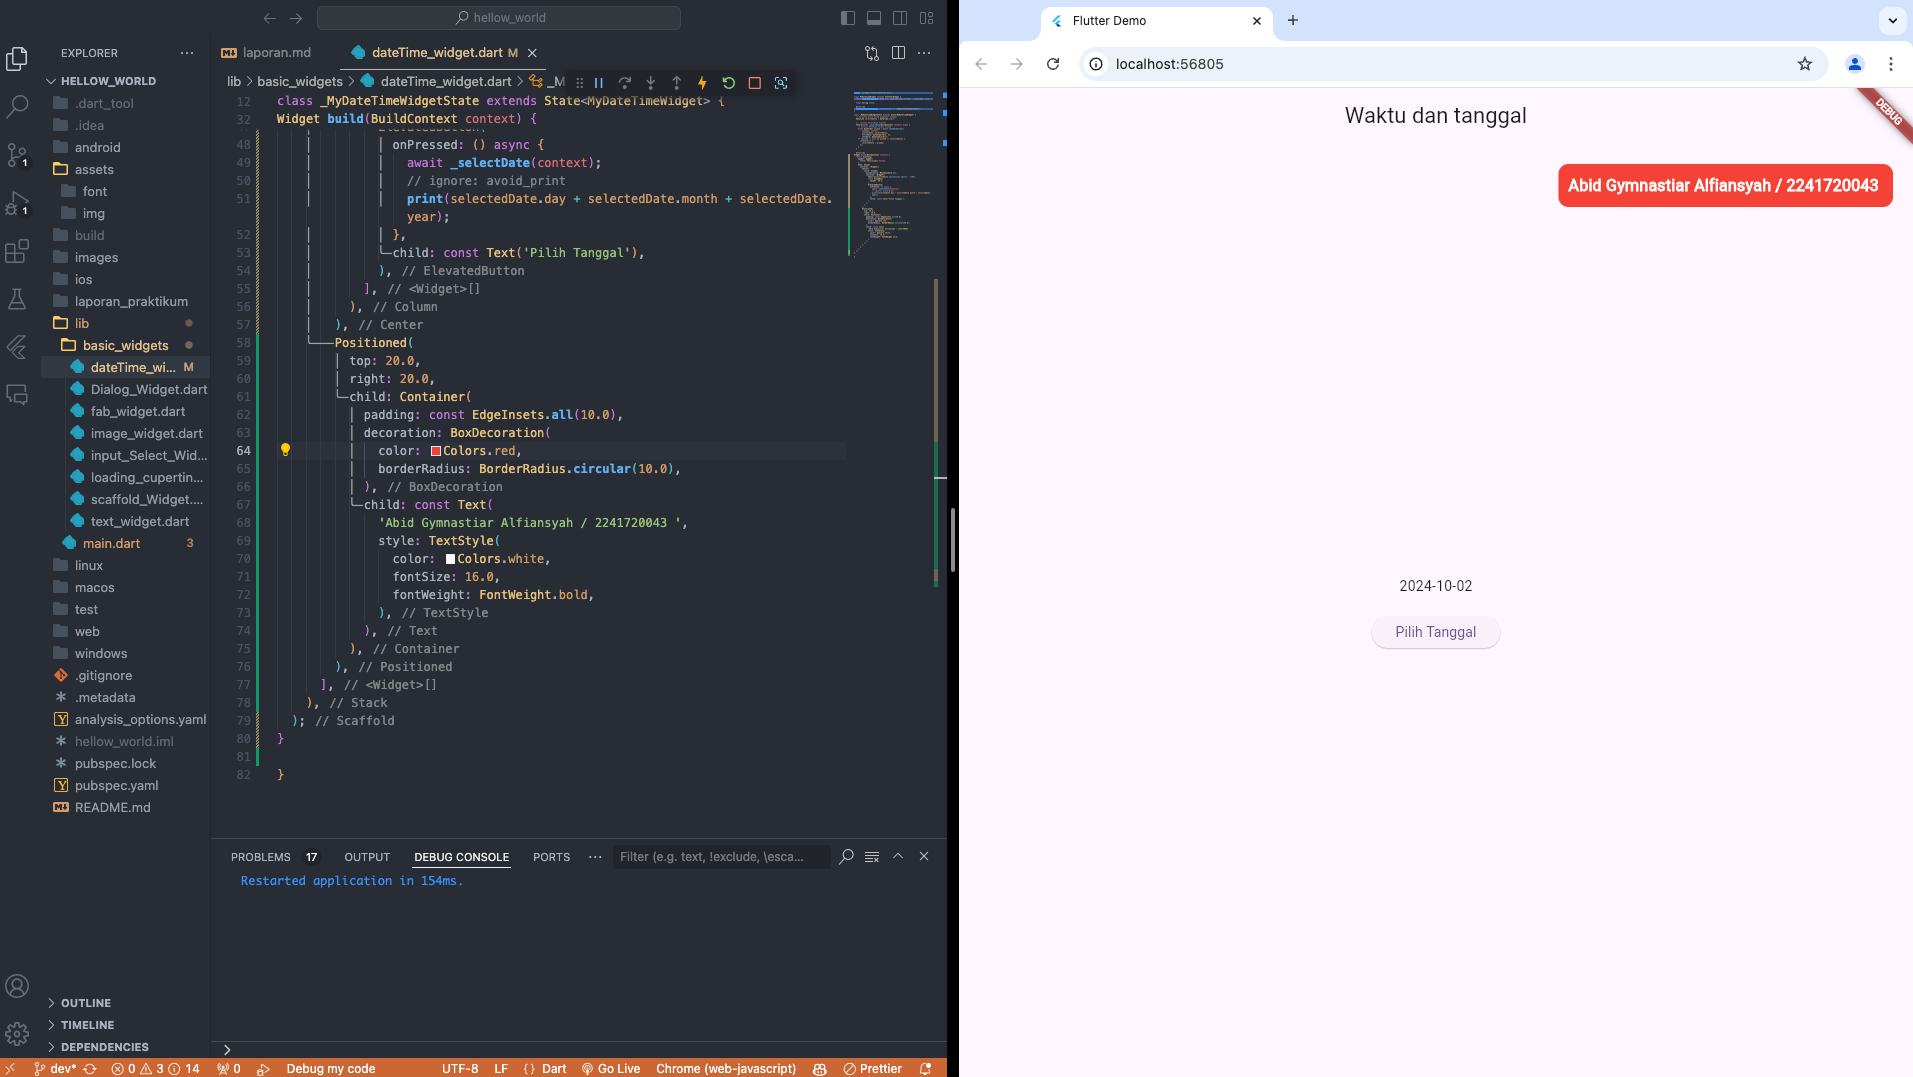 hellow_world
EXPLORER
HELLOW_WORLD
.dart_tool
.idea
android
assets
font
img
build
images
ios
laporan_praktikum
lib
basic_widgets
dateTime_wi... M
Dialog_Widget.dart
fab_widget.dart
image_widget.dart
input_Select_Wid...
loading_cupertin...
scaffold_Widget....
text_widget.dart
main.dart 3
linux
macos
test
web
windows
.gitignore
.metadata
analysis_options.yaml
hellow_world.iml
pubspec.lock
pubspec.yaml
README.md
OUTLINE
TIMELINE
DEPENDENCIES
1
1
laporan.md
dateTime_widget.dart M
lib > basic_widgets > dateTime_widget.dart > _M
12 class _MyDateTimeWidgetState extends State<MyDateTimeWidget> {
32 Widget build(BuildContext context) {
48 onPressed: () async {
49 await _selectDate(context);
50 // ignore: avoid_print
51 print(selectedDate.day + selectedDate.month + selectedDate.
year);
52 },
53 child: const Text('Pilih Tanggal'),
54 ), // ElevatedButton
55 ], // <Widget>[]
56 ), // Column
57 ), // Center
58 Positioned(
59 top: 20.0,
60 right: 20.0,
61 child: Container(
62 padding: const EdgeInsets.all(10.0),
63 decoration: BoxDecoration(
64 color: Colors.red,
65 borderRadius: BorderRadius.circular(10.0),
66 ), // BoxDecoration
67 child: const Text(
68 'Abid Gymnastiar Alfiansyah / 2241720043 ',
69 style: TextStyle(
70 color: Colors.white,
71 fontSize: 16.0,
72 fontWeight: FontWeight.bold,
73 ), // TextStyle
74 ), // Text
75 ), // Container
76 ), // Positioned
77 ], // <Widget>[]
78 ), // Stack
79 ); // Scaffold
80 }
81
82 }
PROBLEMS 17 OUTPUT DEBUG CONSOLE PORTS
Filter (e.g. text, !exclude, \esca...
Restarted application in 154ms.
dev* 0 3 14 0 Debug my code UTF-8 LF {} Dart Go Live Chrome (web-javascript) Prettier
Flutter Demo
localhost:56805
DEBUG
Waktu dan tanggal
Abid Gymnastiar Alfiansyah / 2241720043
2024-10-02
Pilih Tanggal